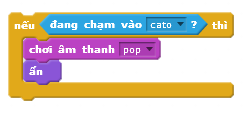 nếu đang chạm vào cato ? thì
chơi âm thanh pop
ẩn